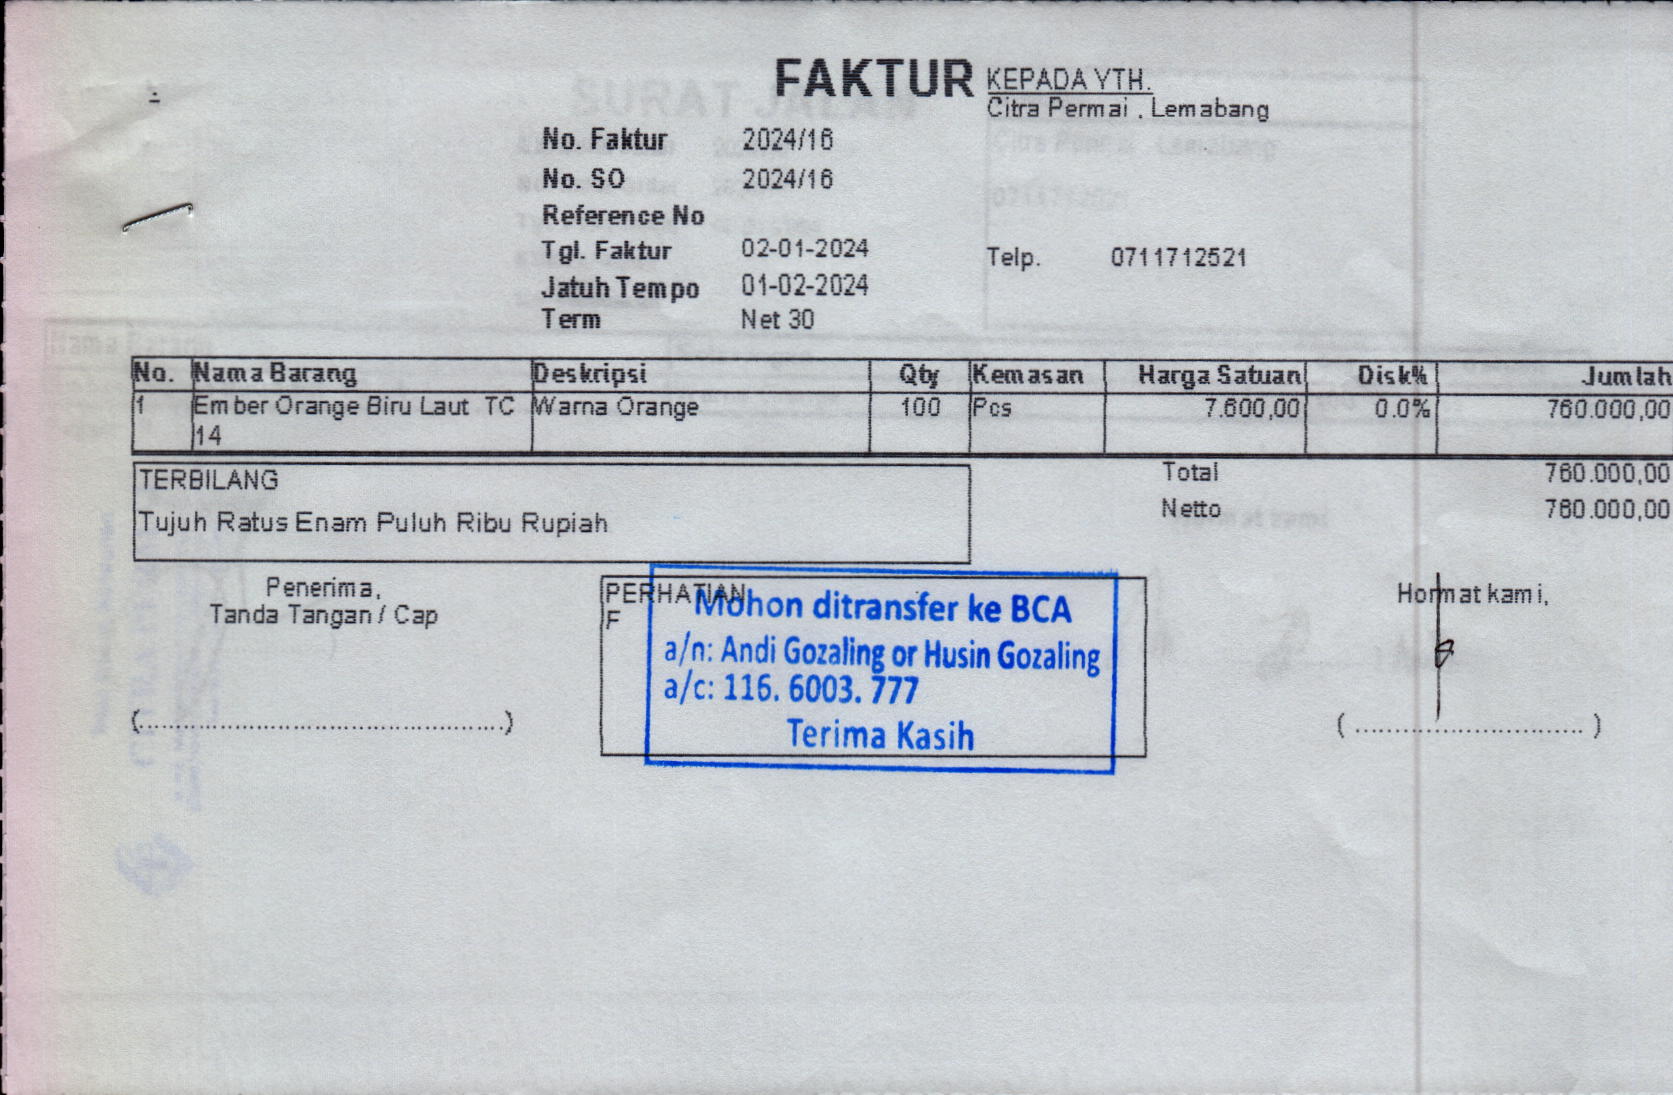 FAKTUR
KEPADA YTH.
Citra Permai , Lemabang
No. Faktur 2024/16
No. SO 2024/16
Reference No
Tgl. Faktur 02-01-2024
Telp. 0711712521
Jatuh Tempo 01-02-2024
Term Net 30
No. Nama Barang Deskripsi Qty Kemasan Harga Satuan Disk% Jumlah
1 Ember Orange Biru Laut TC Warna Orange 100 Pcs 7.600,00 0.0% 760.000,00
14
TERBILANG
Total 760.000,00
Tujuh Ratus Enam Puluh Ribu Rupiah
Netto 760.000,00
Penerima,
Tanda Tangan / Cap
PERHATIAN
F
Mohon ditransfer ke BCA
a/n: Andi Gozaling or Husin Gozaling
a/c: 116. 6003. 777
Terima Kasih
Hormat kami,
(..................................................)
( ............................... )